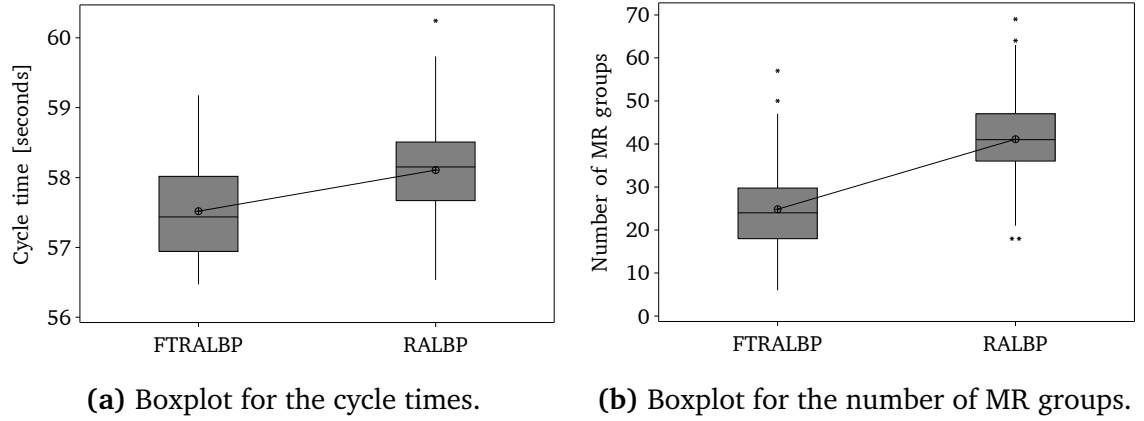 Cycle time [seconds]
60
59
58
57
56
FTRALBP RALBP
(a) Boxplot for the cycle times.
Number of MR groups
70
60
50
40
30
20
10
0
FTRALBP RALBP
(b) Boxplot for the number of MR groups.